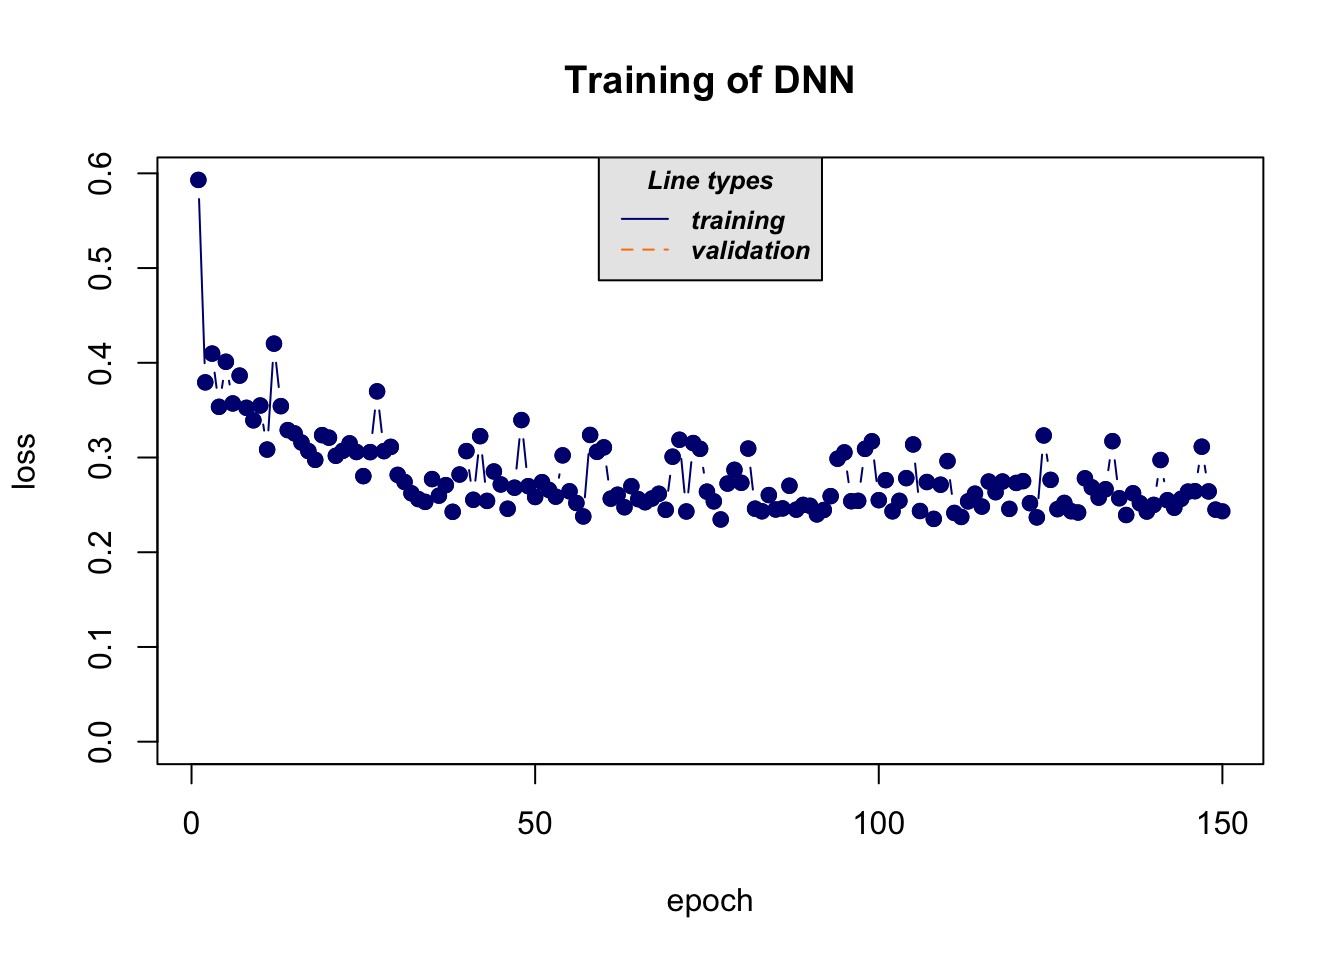 Training of DNN
Line types
training
validation
loss
0.6
0.5
0.4
0.3
0.2
0.1
0.0
0 50 100 150
epoch